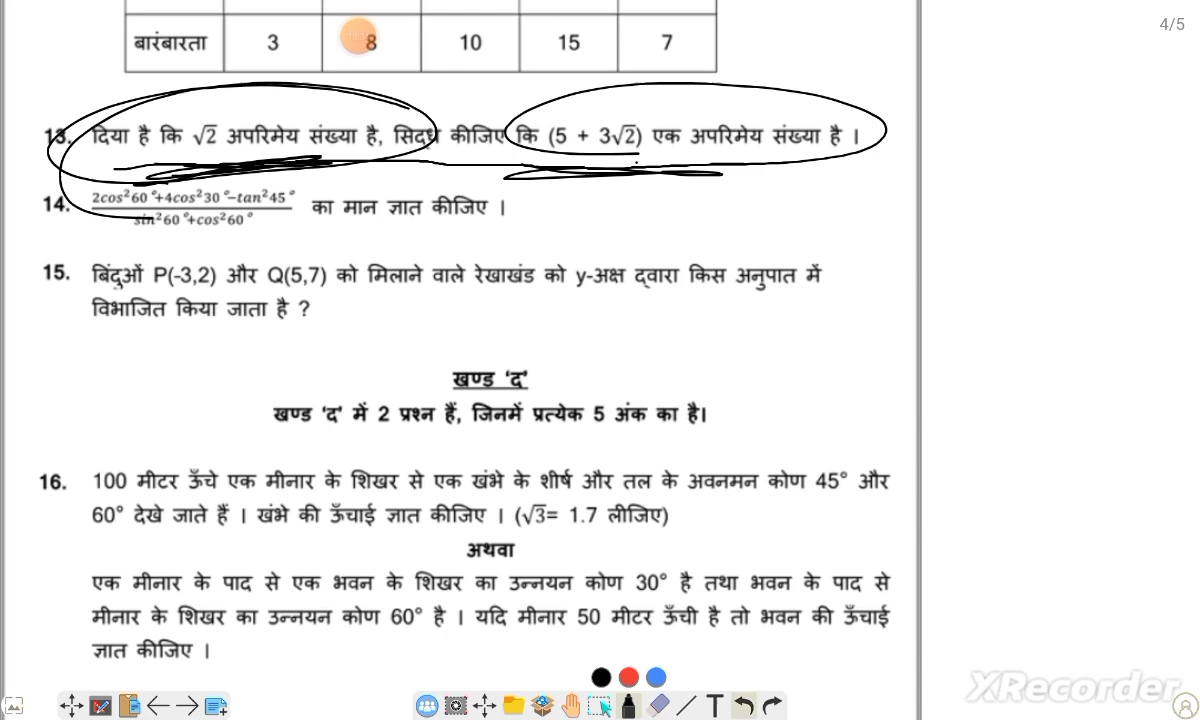 4/5
बारंबारता 3 8 10 15 7
13. दिया है कि √2 अपरिमेय संख्या है, सिद्ध कीजिए कि (5 + 3√2) एक अपरिमेय संख्या है ।
14. (2cos²60°+4cos²30°−tan²45°)/(sin²60°+cos²60°) का मान ज्ञात कीजिए ।
15. बिंदुओं P(-3,2) और Q(5,7) को मिलाने वाले रेखाखंड को y-अक्ष द्वारा किस अनुपात में
विभाजित किया जाता है ?
खण्ड ‘द’
खण्ड ‘द’ में 2 प्रश्न हैं, जिनमें प्रत्येक 5 अंक का है।
16. 100 मीटर ऊँचे एक मीनार के शिखर से एक खंभे के शीर्ष और तल के अवनमन कोण 45° और
60° देखे जाते हैं । खंभे की ऊँचाई ज्ञात कीजिए । (√3= 1.7 लीजिए)
अथवा
एक मीनार के पाद से एक भवन के शिखर का उन्नयन कोण 30° है तथा भवन के पाद से
मीनार के शिखर का उन्नयन कोण 60° है । यदि मीनार 50 मीटर ऊँची है तो भवन की ऊँचाई
ज्ञात कीजिए ।
XRecorder